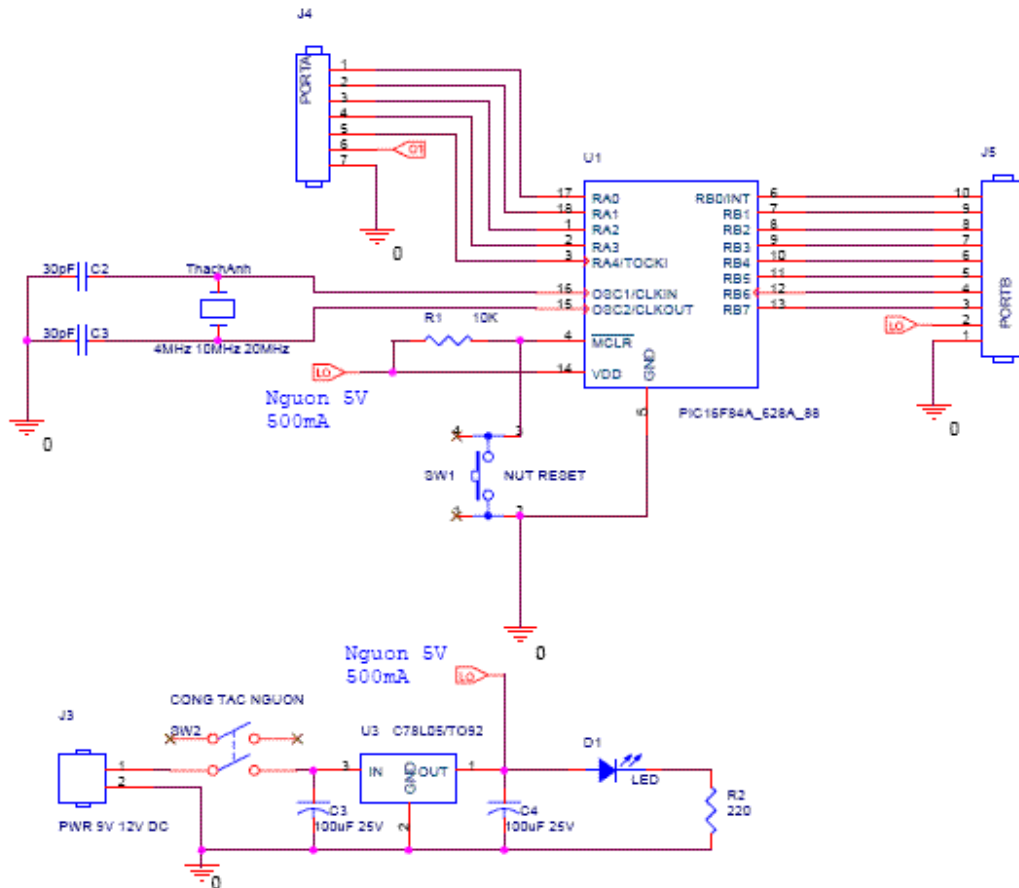 J4
PORTA
1
2
3
4
5
6
7
0
U1
J5
17 RA0 RB0/INT 6 10
18 RA1 RB1 7 9
1 RA2 RB2 8 8
2 RA3 RB3 9 7
3 RA4/TOCKI RB4 10 6
RB5 11 5
16 OSC1/CLKIN RB6 12 4
15 OSC2/CLKOUT RB7 13 3
2
1
PORTB
LO
0
30pF C2
ThachAnh
30pF C3
4MHz 10MHz 20MHz
0
R1 10K
4 MCLR
14 VDD
GND
5
PIC16F84A_628A_88
LO
Nguon 5V
500mA
4 3
SW1 NUT RESET
1 2
0
Nguon 5V
500mA
LO
CONG TAC NGUON
SW2
J3
1
2
PWR 9V 12V DC
U3 C78L05/TO92
3 IN OUT 1
GND
2
C3
100uF 25V
C4
100uF 25V
D1
LED
R2
220
0